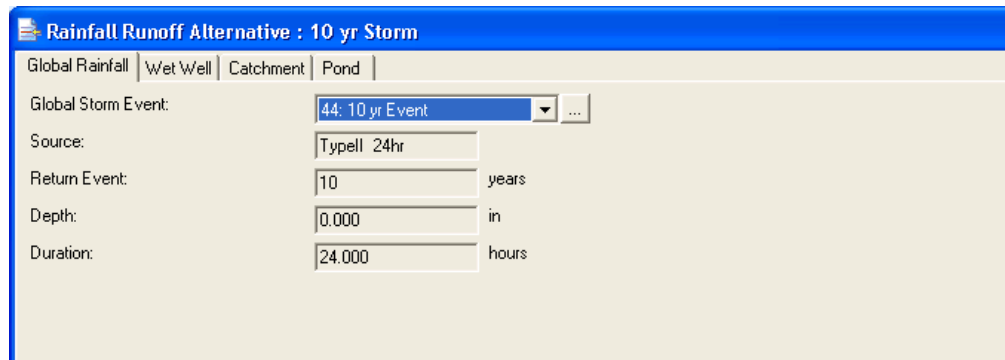 Rainfall Runoff Alternative : 10 yr Storm
Global Rainfall Wet Well Catchment Pond
Global Storm Event: 44: 10 yr Event ...
Source: TypeII 24hr
Return Event: 10 years
Depth: 0.000 in
Duration: 24.000 hours